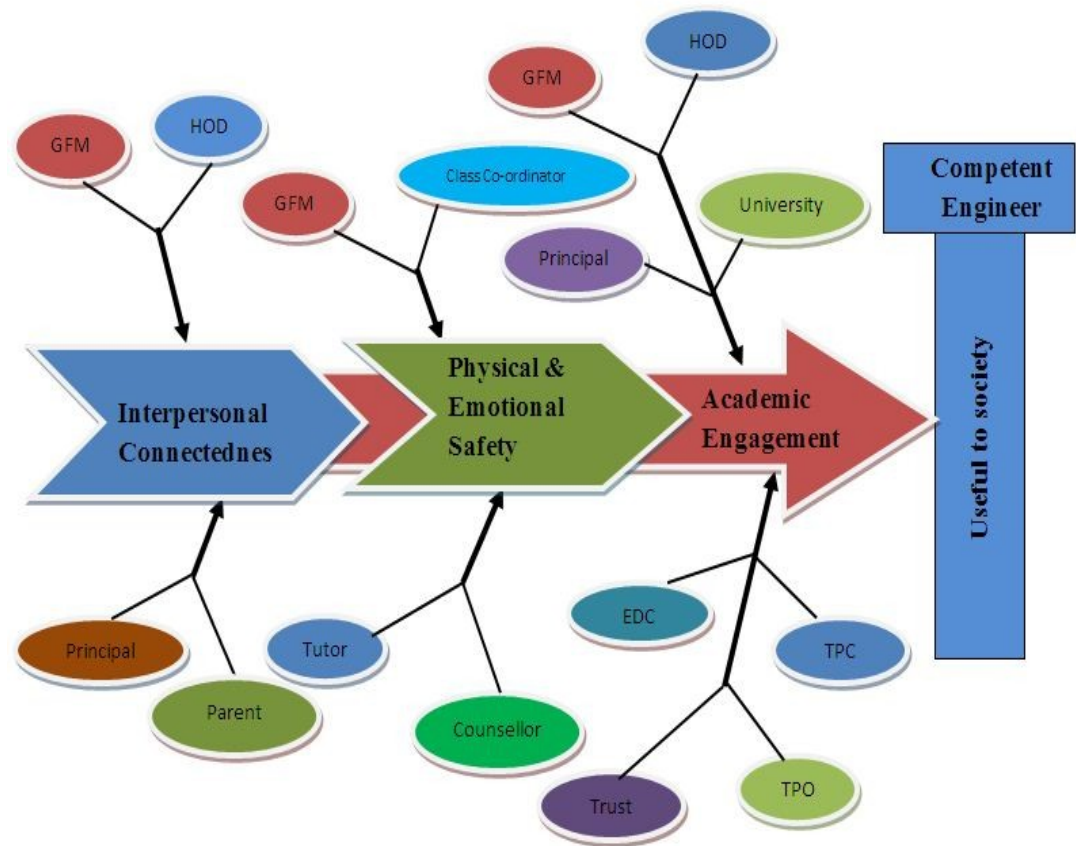 HOD
GFM
Competent
Engineer
GFM
HOD
Class Co-ordinator
GFM
University
Principal
Physical &
Emotional
Safety
Interpersonal
Connectednes
Academic
Engagement
Useful to society
EDC
Principal
Tutor
TPC
Parent
Counsellor
TPO
Trust